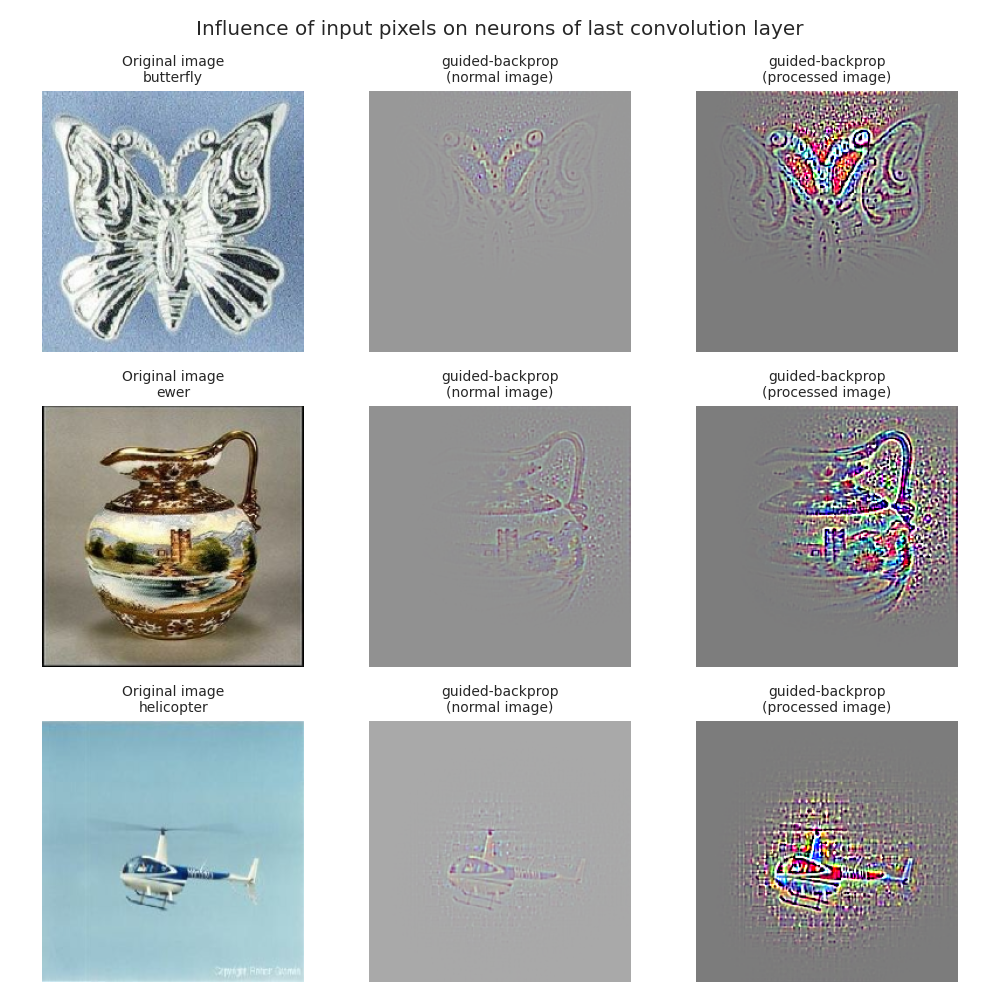 Influence of input pixels on neurons of last convolution layer
Original image
butterfly
guided-backprop
(normal image)
guided-backprop
(processed image)
Original image
ewer
guided-backprop
(normal image)
guided-backprop
(processed image)
Original image
helicopter
guided-backprop
(normal image)
guided-backprop
(processed image)
Copyright